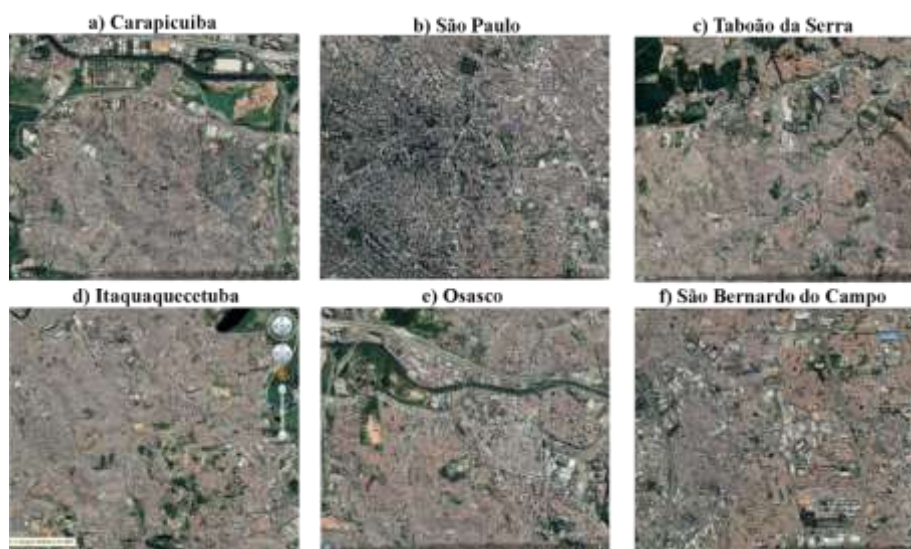 a) Carapicuiba
b) São Paulo
c) Taboão da Serra
d) Itaquaquecetuba
e) Osasco
f) São Bernardo do Campo